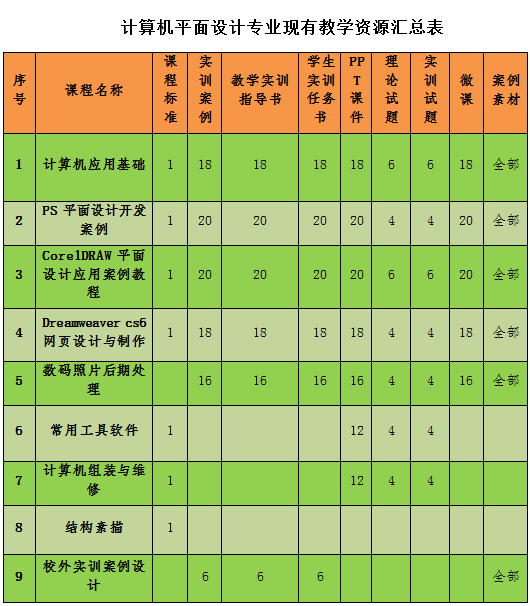 计算机平面设计专业现有教学资源汇总表
序号 课程名称 课程标准 实训案例 教学实训指导书 学生实训任务书 PPT课件 理论试题 实训试题 微课 案例素材
1 计算机应用基础 1 18 18 18 18 6 6 18 全部
2 PS 平面设计开发案例 1 20 20 20 20 4 4 20 全部
3 CorelDRAW 平面设计应用案例教程 1 20 20 20 20 6 6 20 全部
4 Dreamweaver cs6 网页设计与制作 1 18 18 18 18 4 4 18 全部
5 数码照片后期处理 16 16 16 16 4 4 16 全部
6 常用工具软件 1 12 4 4
7 计算机组装与维修 1 12 4 4
8 结构素描 1
9 校外实训案例设计 6 6 6 全部